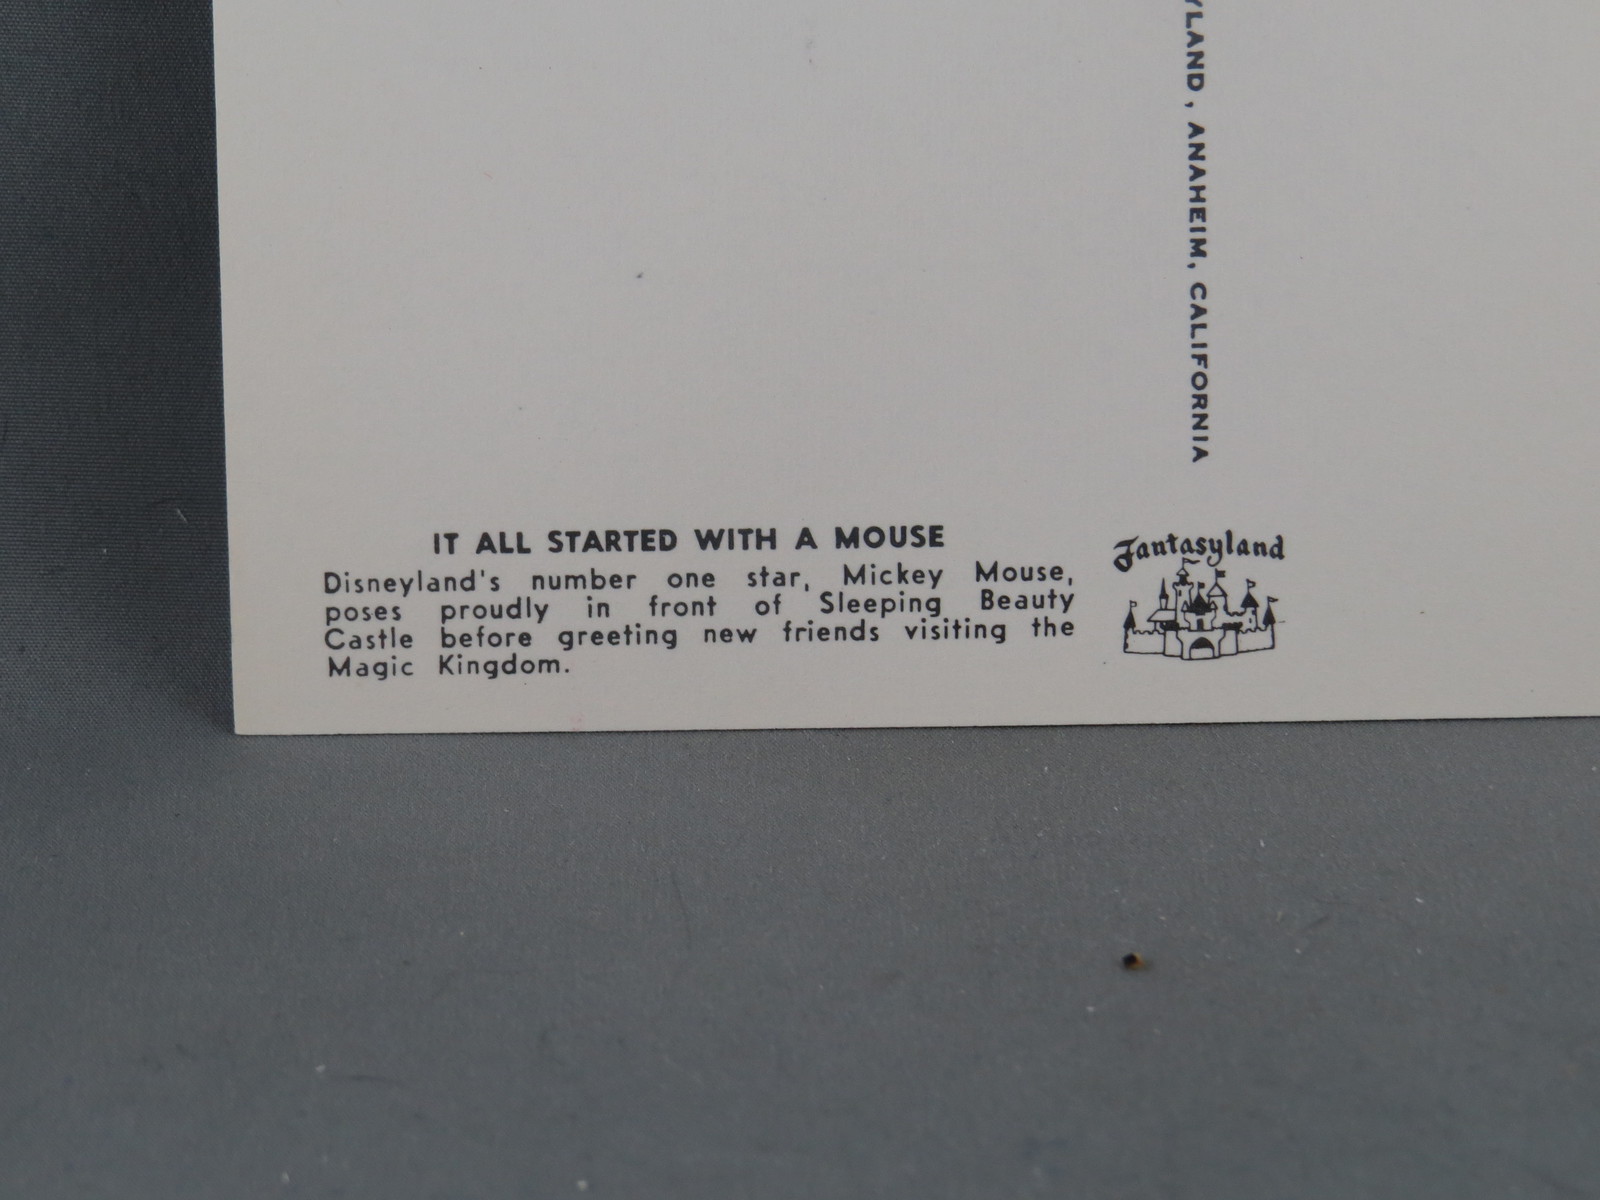 YLAND, ANAHEIM, CALIFORNIA
IT ALL STARTED WITH A MOUSE
Disneyland's number one star, Mickey Mouse,
poses proudly in front of Sleeping Beauty
Castle before greeting new friends visiting the
Magic Kingdom.
Fantasyland